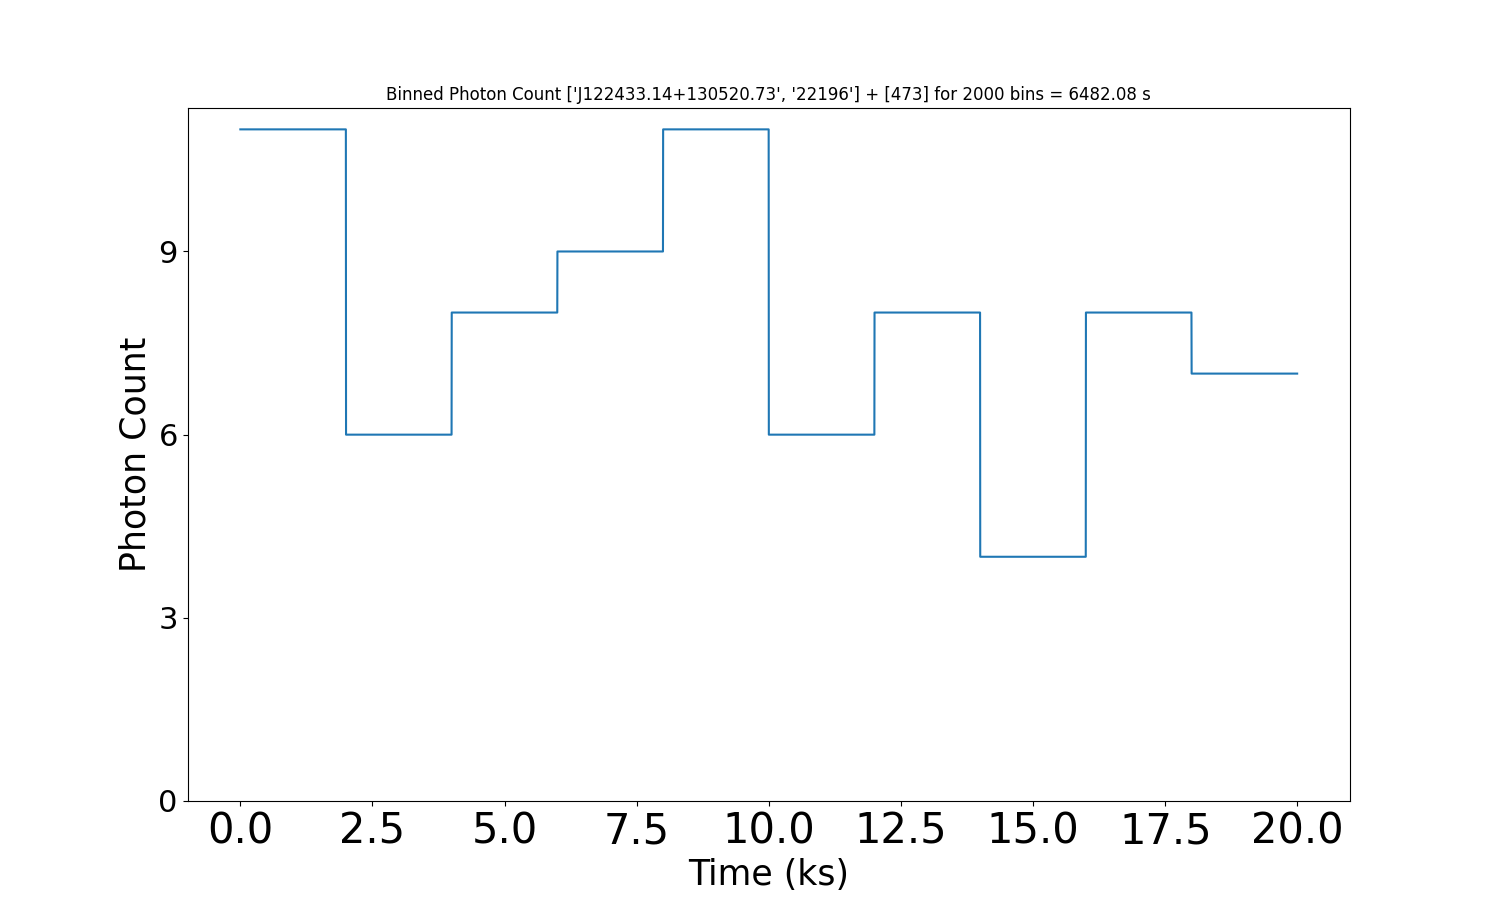 Binned Photon Count ['J122433.14+130520.73', '22196'] + [473] for 2000 bins = 6482.08 s
9
6
3
0
Photon Count
0.0 2.5 5.0 7.5 10.0 12.5 15.0 17.5 20.0
Time (ks)